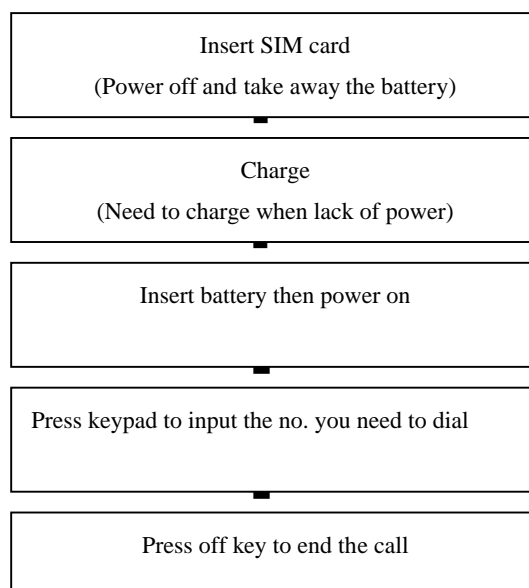 Insert SIM card
(Power off and take away the battery)
Charge
(Need to charge when lack of power)
Insert battery then power on
Press keypad to input the no. you need to dial
Press off key to end the call